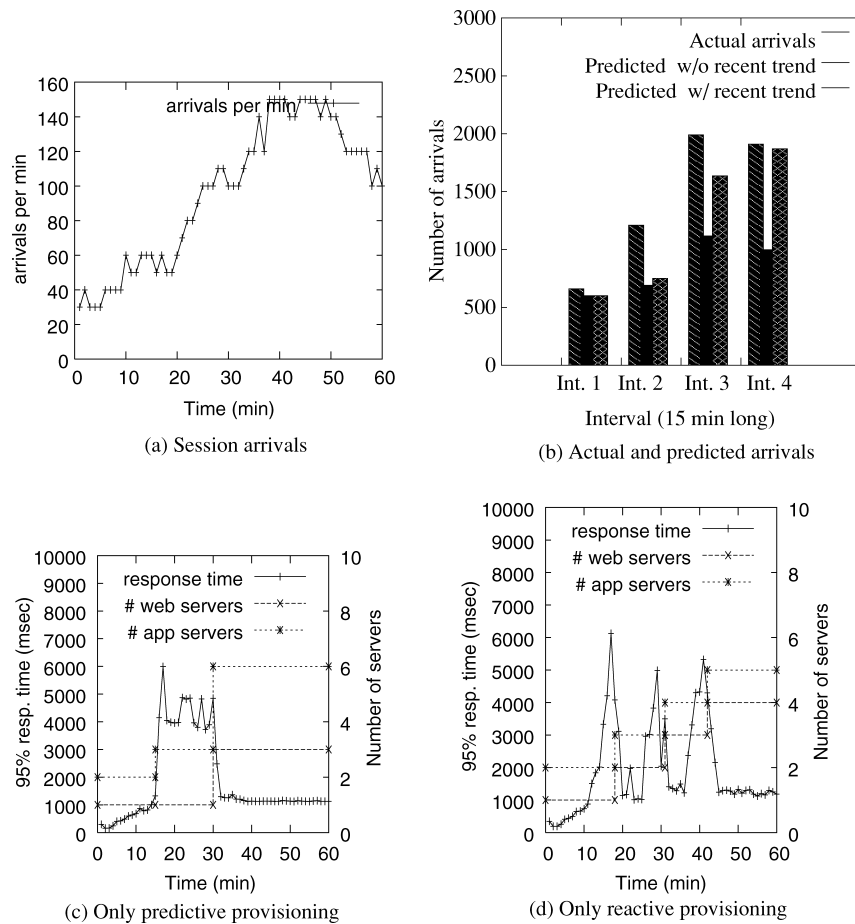 160
140
120
100
80
60
40
20
0
arrivals per min
arrivals per min
0 10 20 30 40 50 60
Time (min)
(a) Session arrivals
3000
2500
2000
1500
1000
500
0
Number of arrivals
Actual arrivals
Predicted w/o recent trend
Predicted w/ recent trend
Int. 1 Int. 2 Int. 3 Int. 4
Interval (15 min long)
(b) Actual and predicted arrivals
10000
9000
8000
7000
6000
5000
4000
3000
2000
1000
0
95% resp. time (msec)
response time
# web servers
# app servers
10
8
6
4
2
0
Number of servers
0 10 20 30 40 50 60
Time (min)
(c) Only predictive provisioning
10000
9000
8000
7000
6000
5000
4000
3000
2000
1000
0
95% resp. time (msec)
response time
# web servers
# app servers
10
8
6
4
2
0
Number of servers
0 10 20 30 40 50 60
Time (min)
(d) Only reactive provisioning